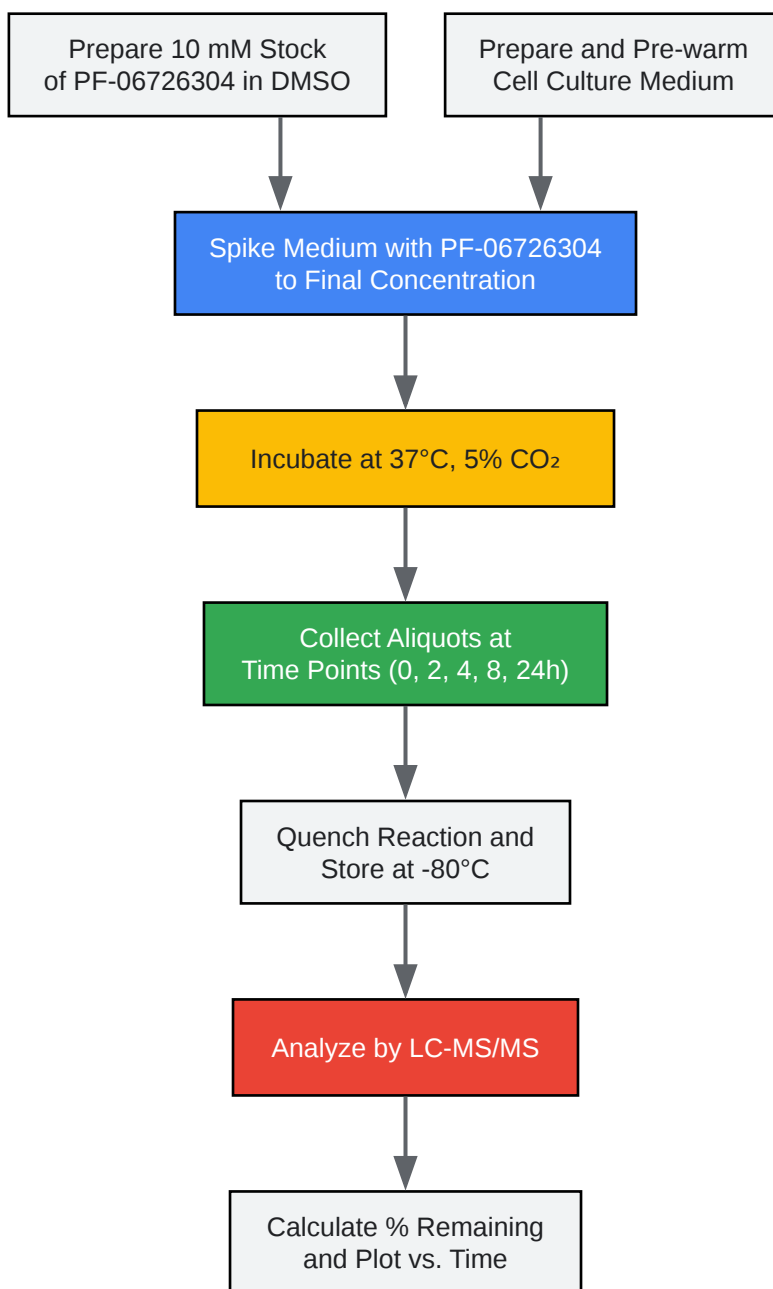 Prepare 10 mM Stock
of PF-06726304 in DMSO
Prepare and Pre-warm
Cell Culture Medium
Spike Medium with PF-06726304
to Final Concentration
Incubate at 37°C, 5% CO₂
Collect Aliquots at
Time Points (0, 2, 4, 8, 24h)
Quench Reaction and
Store at -80°C
Analyze by LC-MS/MS
Calculate % Remaining
and Plot vs. Time